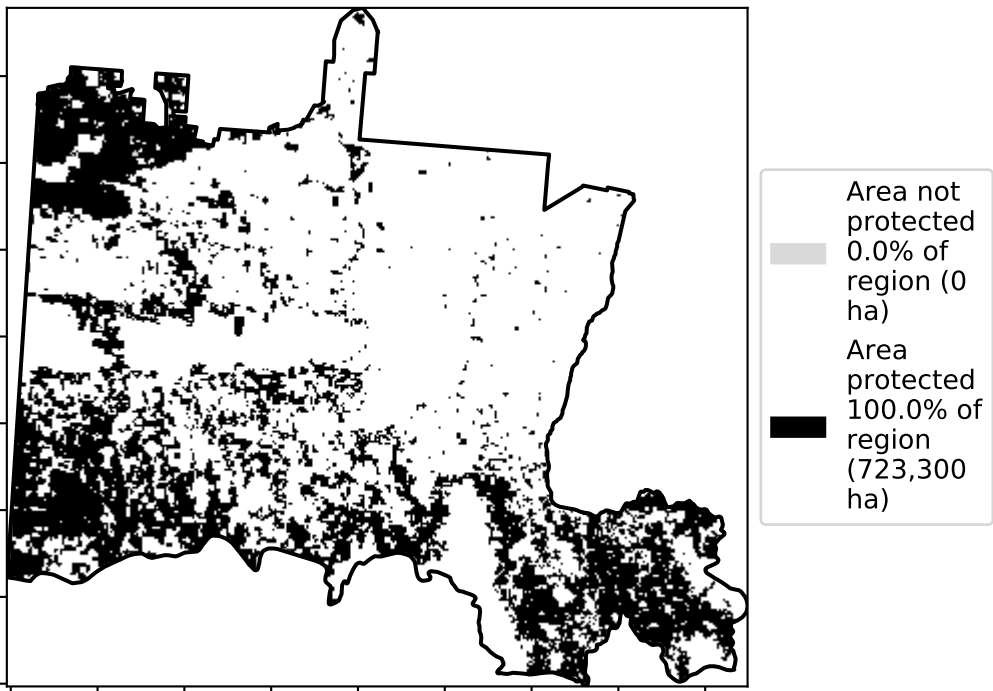 Area not
protected
0.0% of
region (0
ha)
Area
protected
100.0% of
region
(723,300
ha)